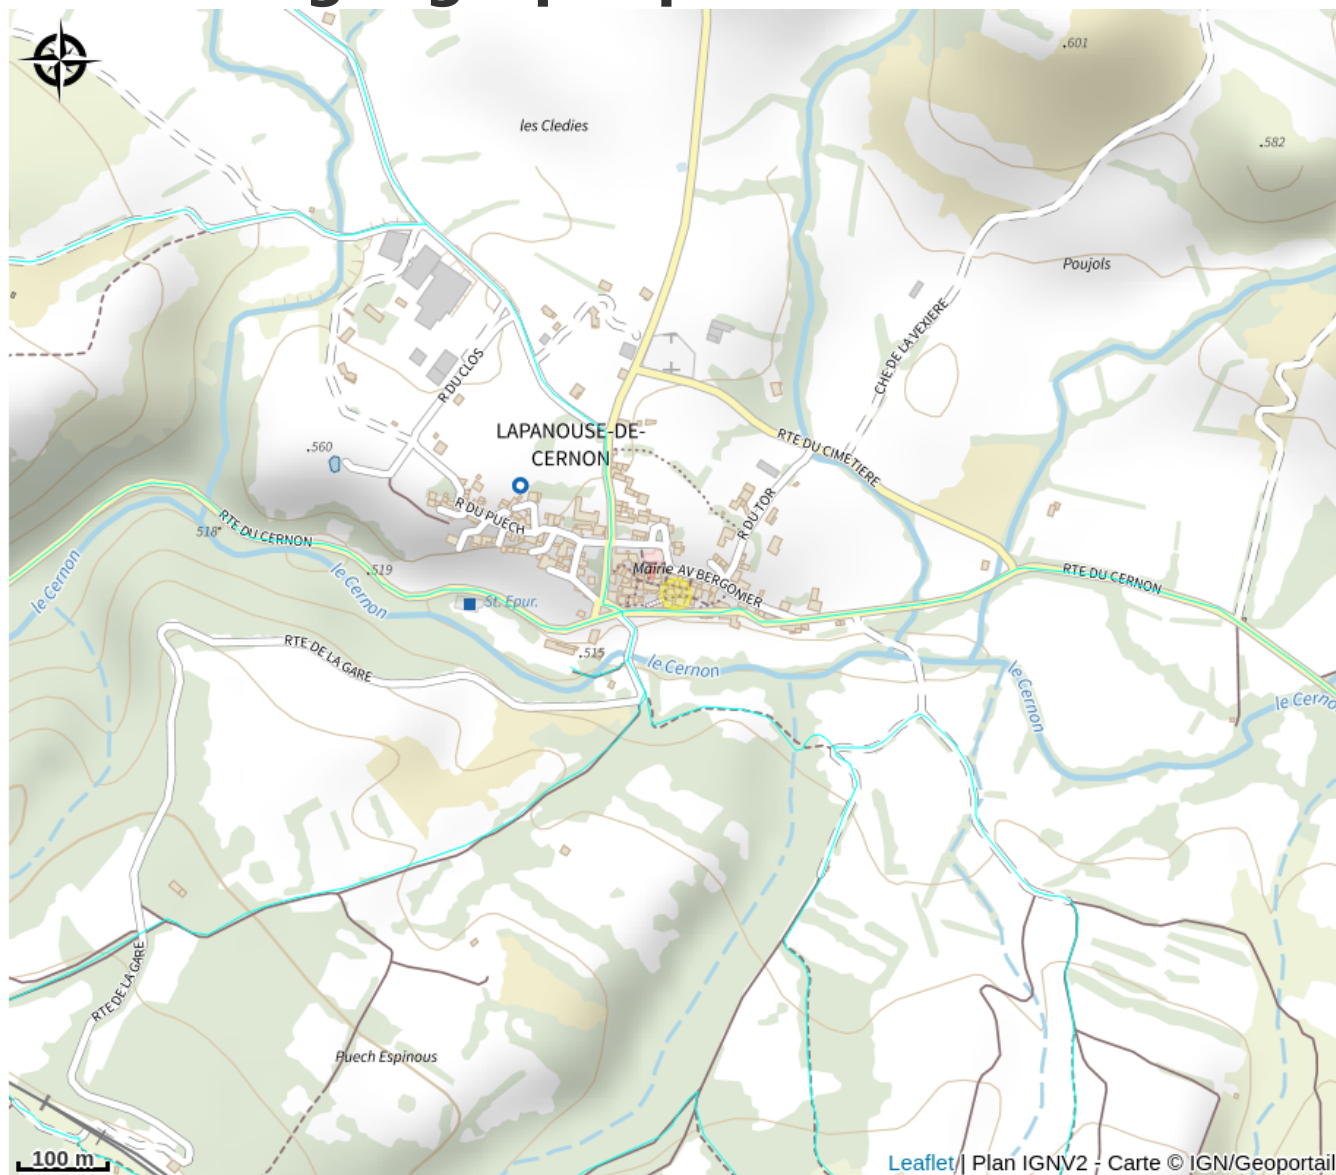 .601
les Cledies
.582
Poujols
CHE DE LA VEXIERE
R DU CLOS
LAPANOUSE-DE-
CERNON
RTE DU CIMETIERE
.560
R DU PUECH
R DU TOR
518
RTE DU CERNON
.519
Mairie
AV BERGONIER
RTE DU CERNON
le Cernon
le Cernon
St. Epur.
.515
RTE DE LA GARE
le Cernon
le Cernon
le Cerno
RTE DE LA GARE
Puech Espinous
100 m
Leaflet | Plan IGNV2 - Carte © IGN/Geoportail